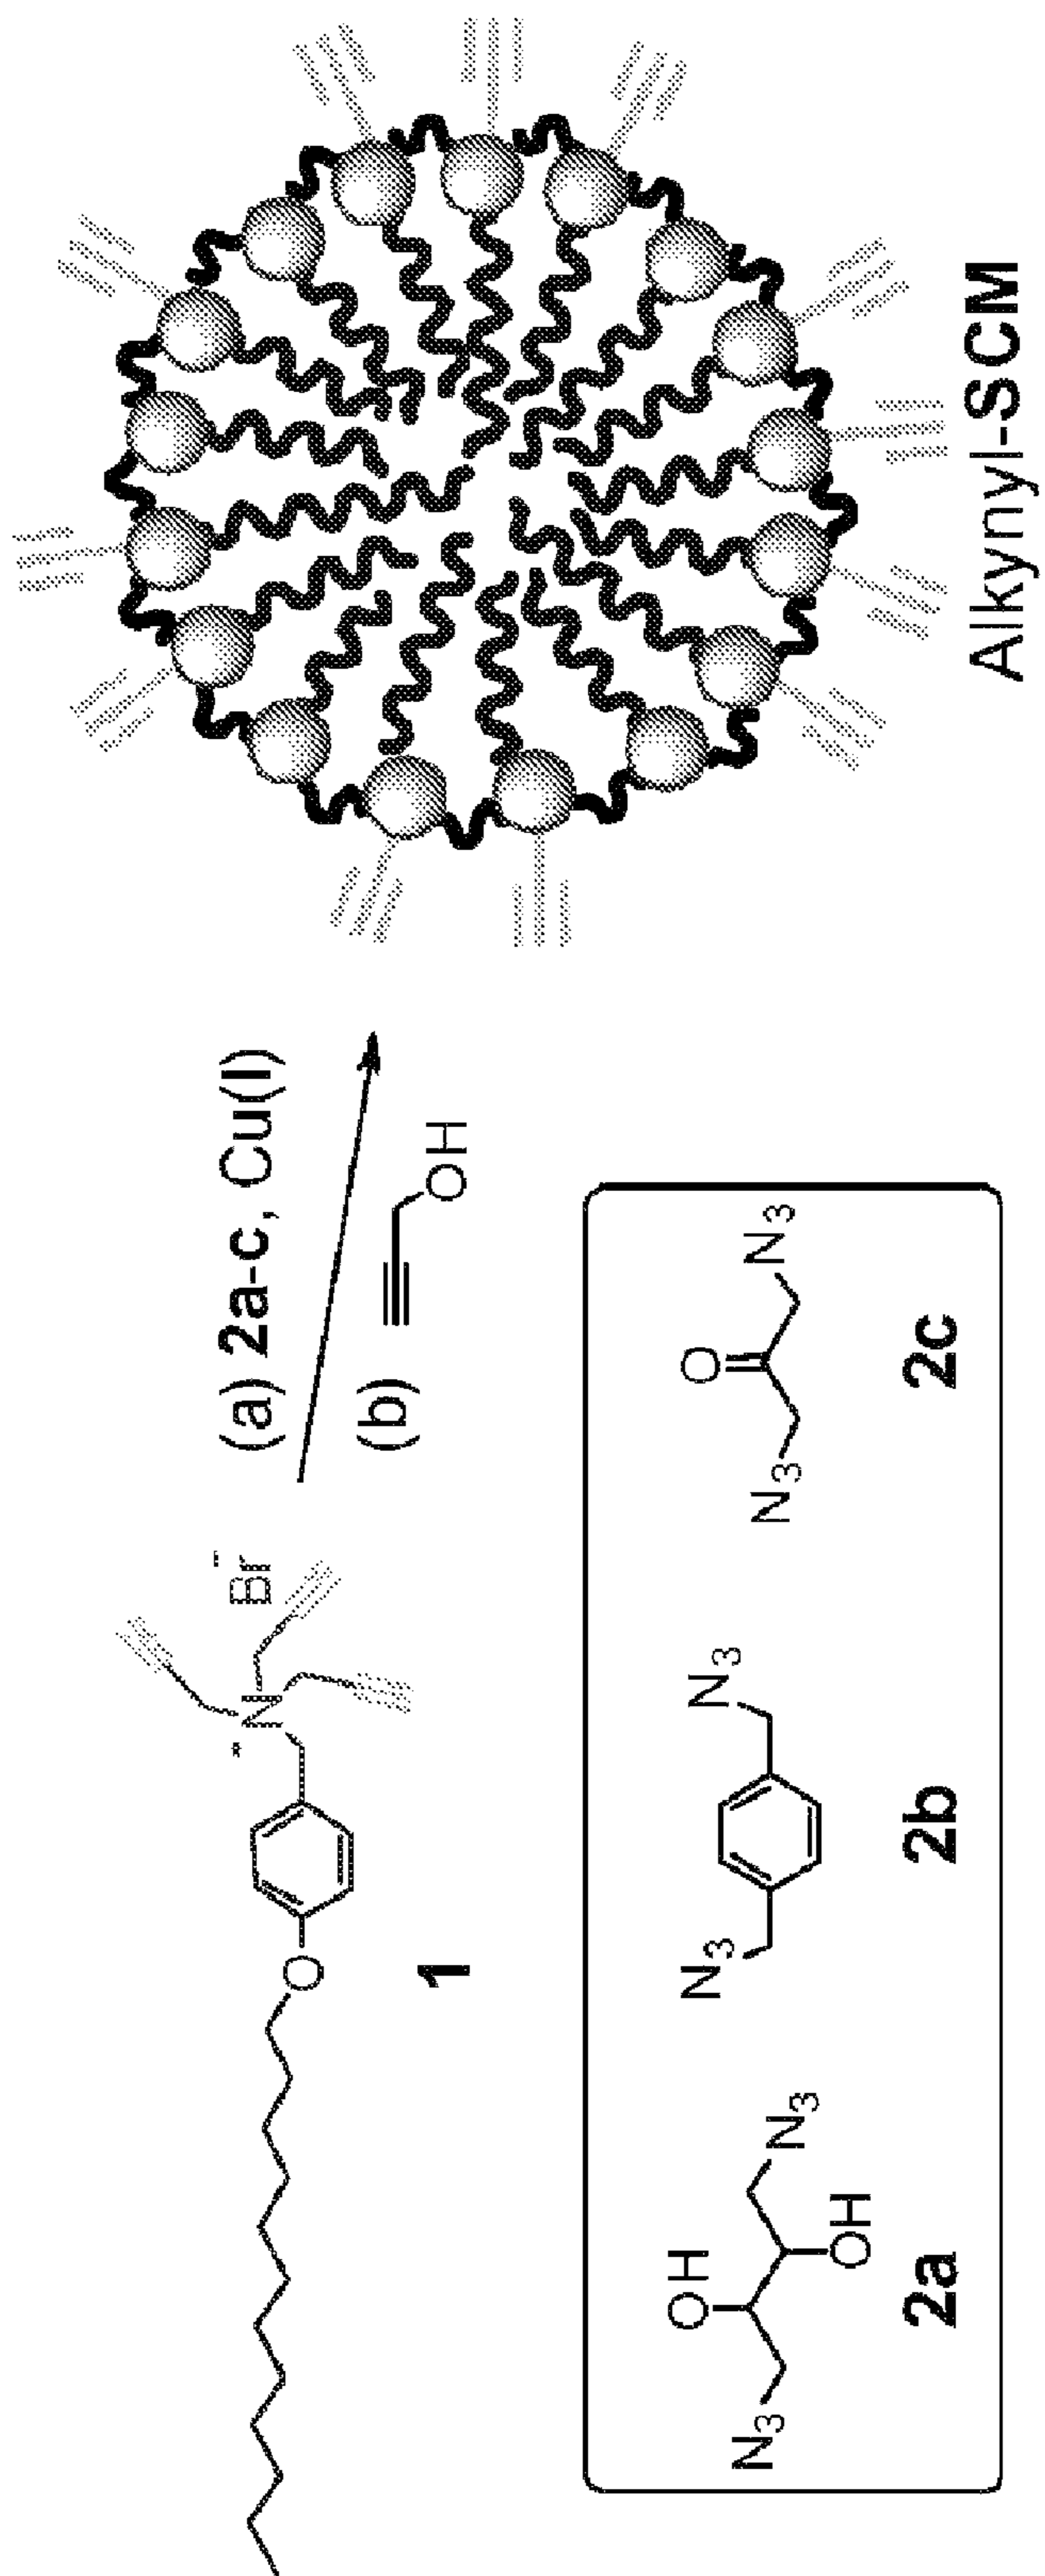 Br⁻
N⁺
O
1
(a) 2a-c, Cu(I)
(b)
OH
Alkynyl-SCM
OH
N3
N3
OH
2a
N3
N3
2b
O
N3
N3
2c